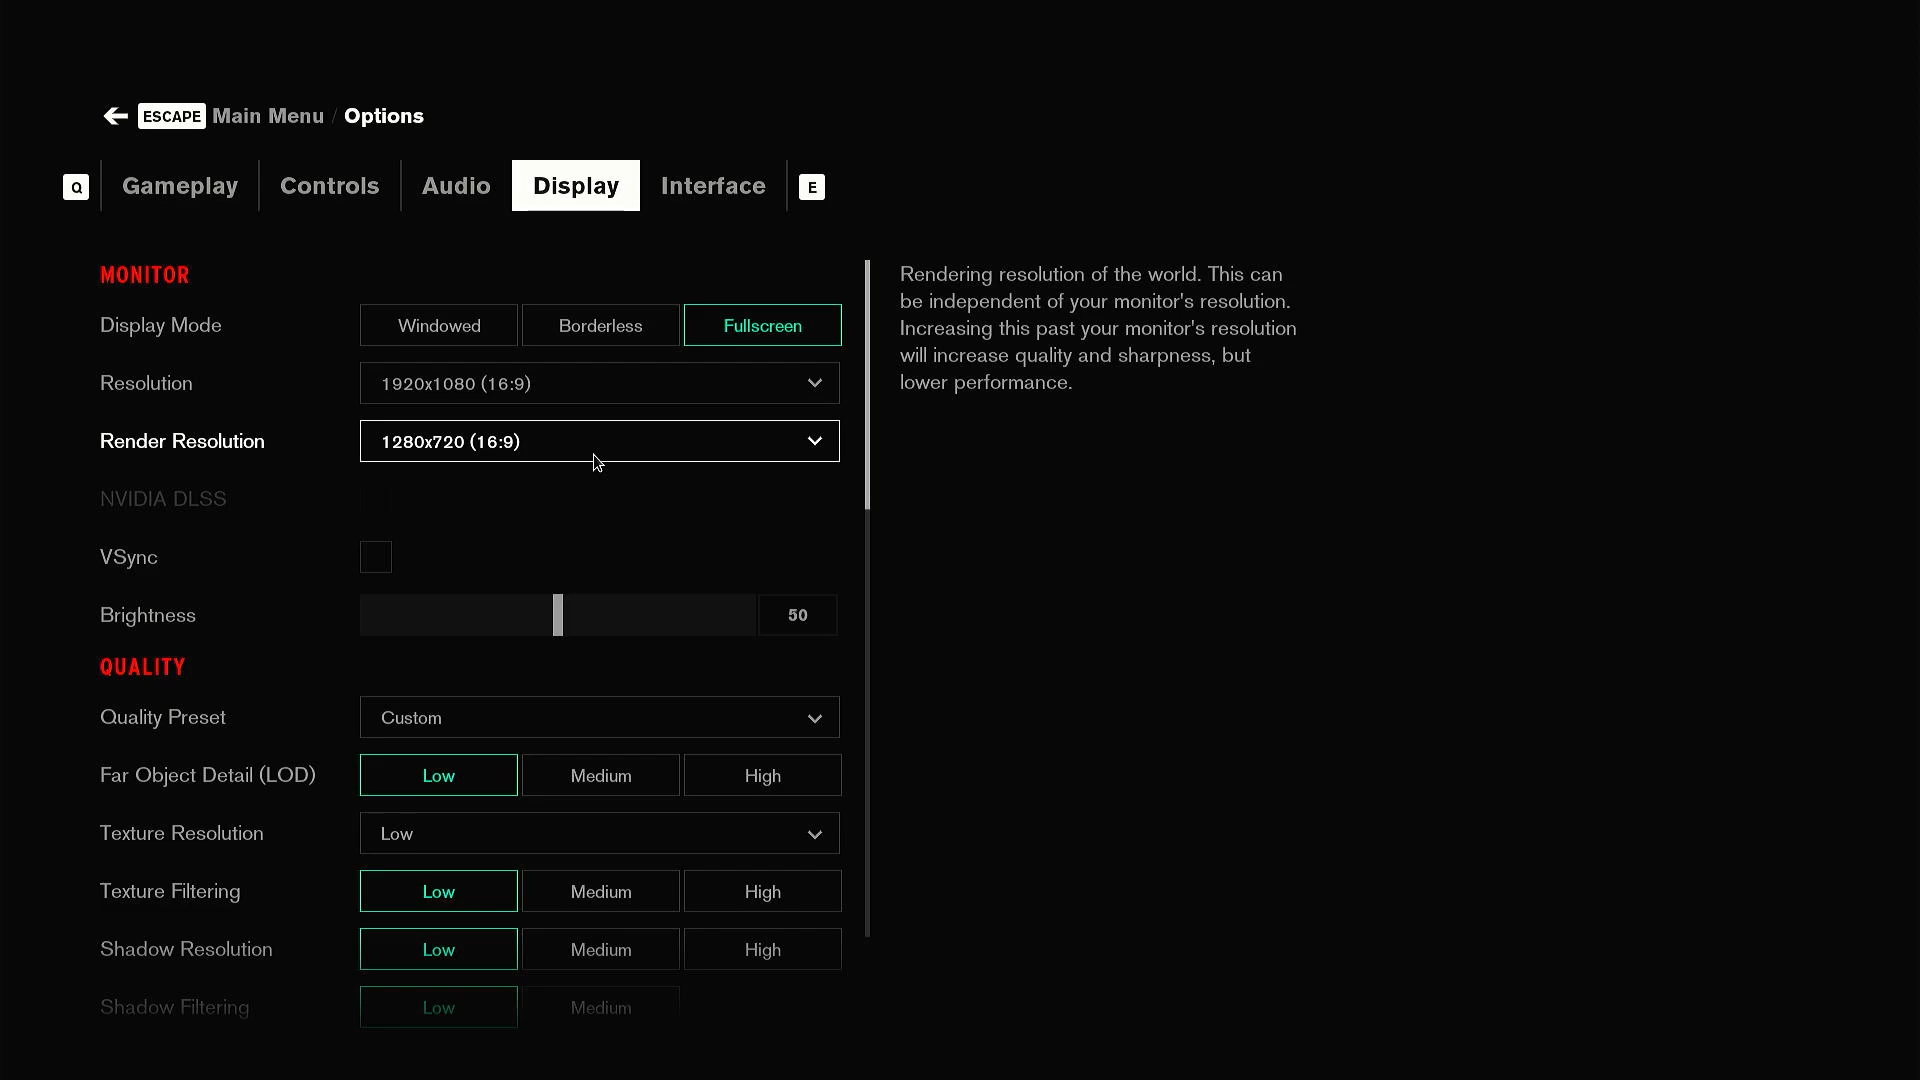 ESCAPE Main Menu / Options
Q Gameplay Controls Audio Display Interface E
MONITOR
Display Mode Windowed Borderless Fullscreen
Resolution 1920x1080 (16:9)
Render Resolution 1280x720 (16:9)
NVIDIA DLSS
VSync
Brightness 50
QUALITY
Quality Preset Custom
Far Object Detail (LOD) Low Medium High
Texture Resolution Low
Texture Filtering Low Medium High
Shadow Resolution Low Medium High
Shadow Filtering Low Medium
Rendering resolution of the world. This can
be independent of your monitor's resolution.
Increasing this past your monitor's resolution
will increase quality and sharpness, but
lower performance.